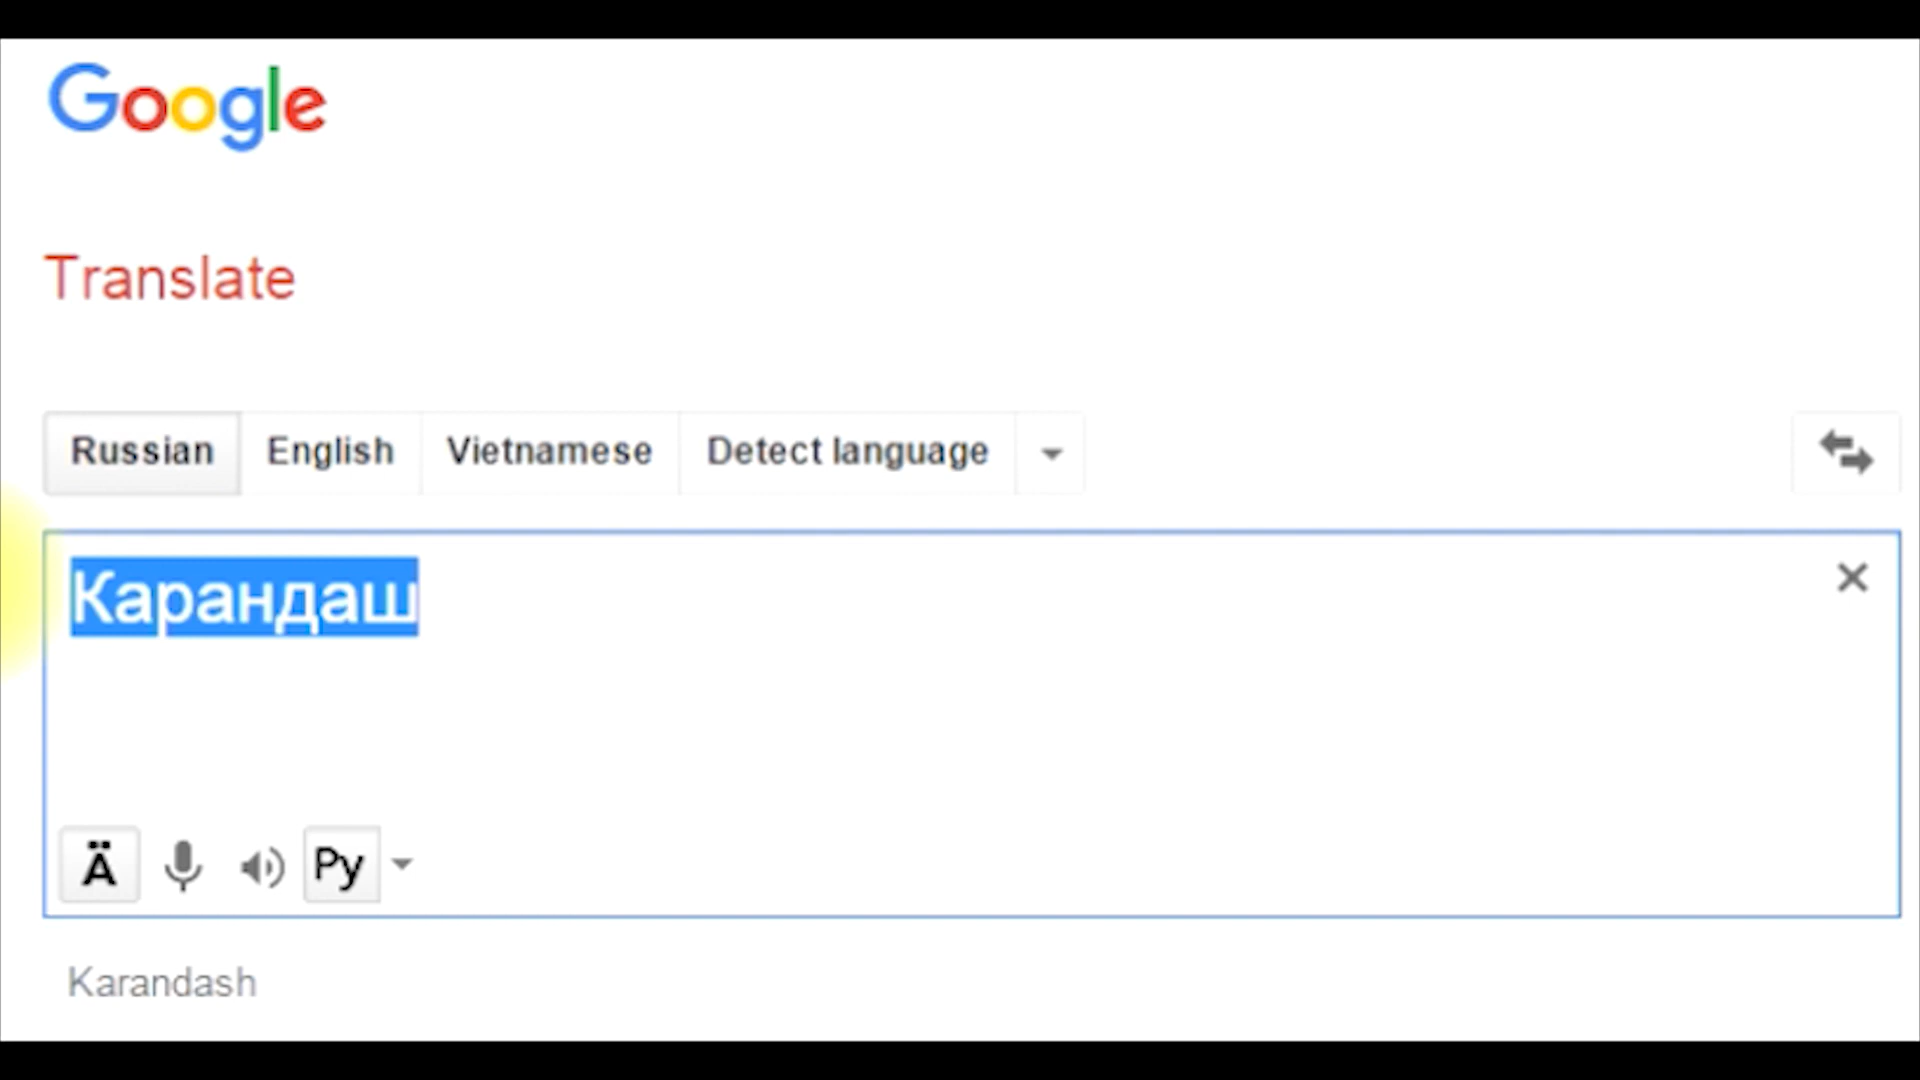 Google
Translate
Russian English Vietnamese Detect language
Карандаш
Ä Ру
Karandash